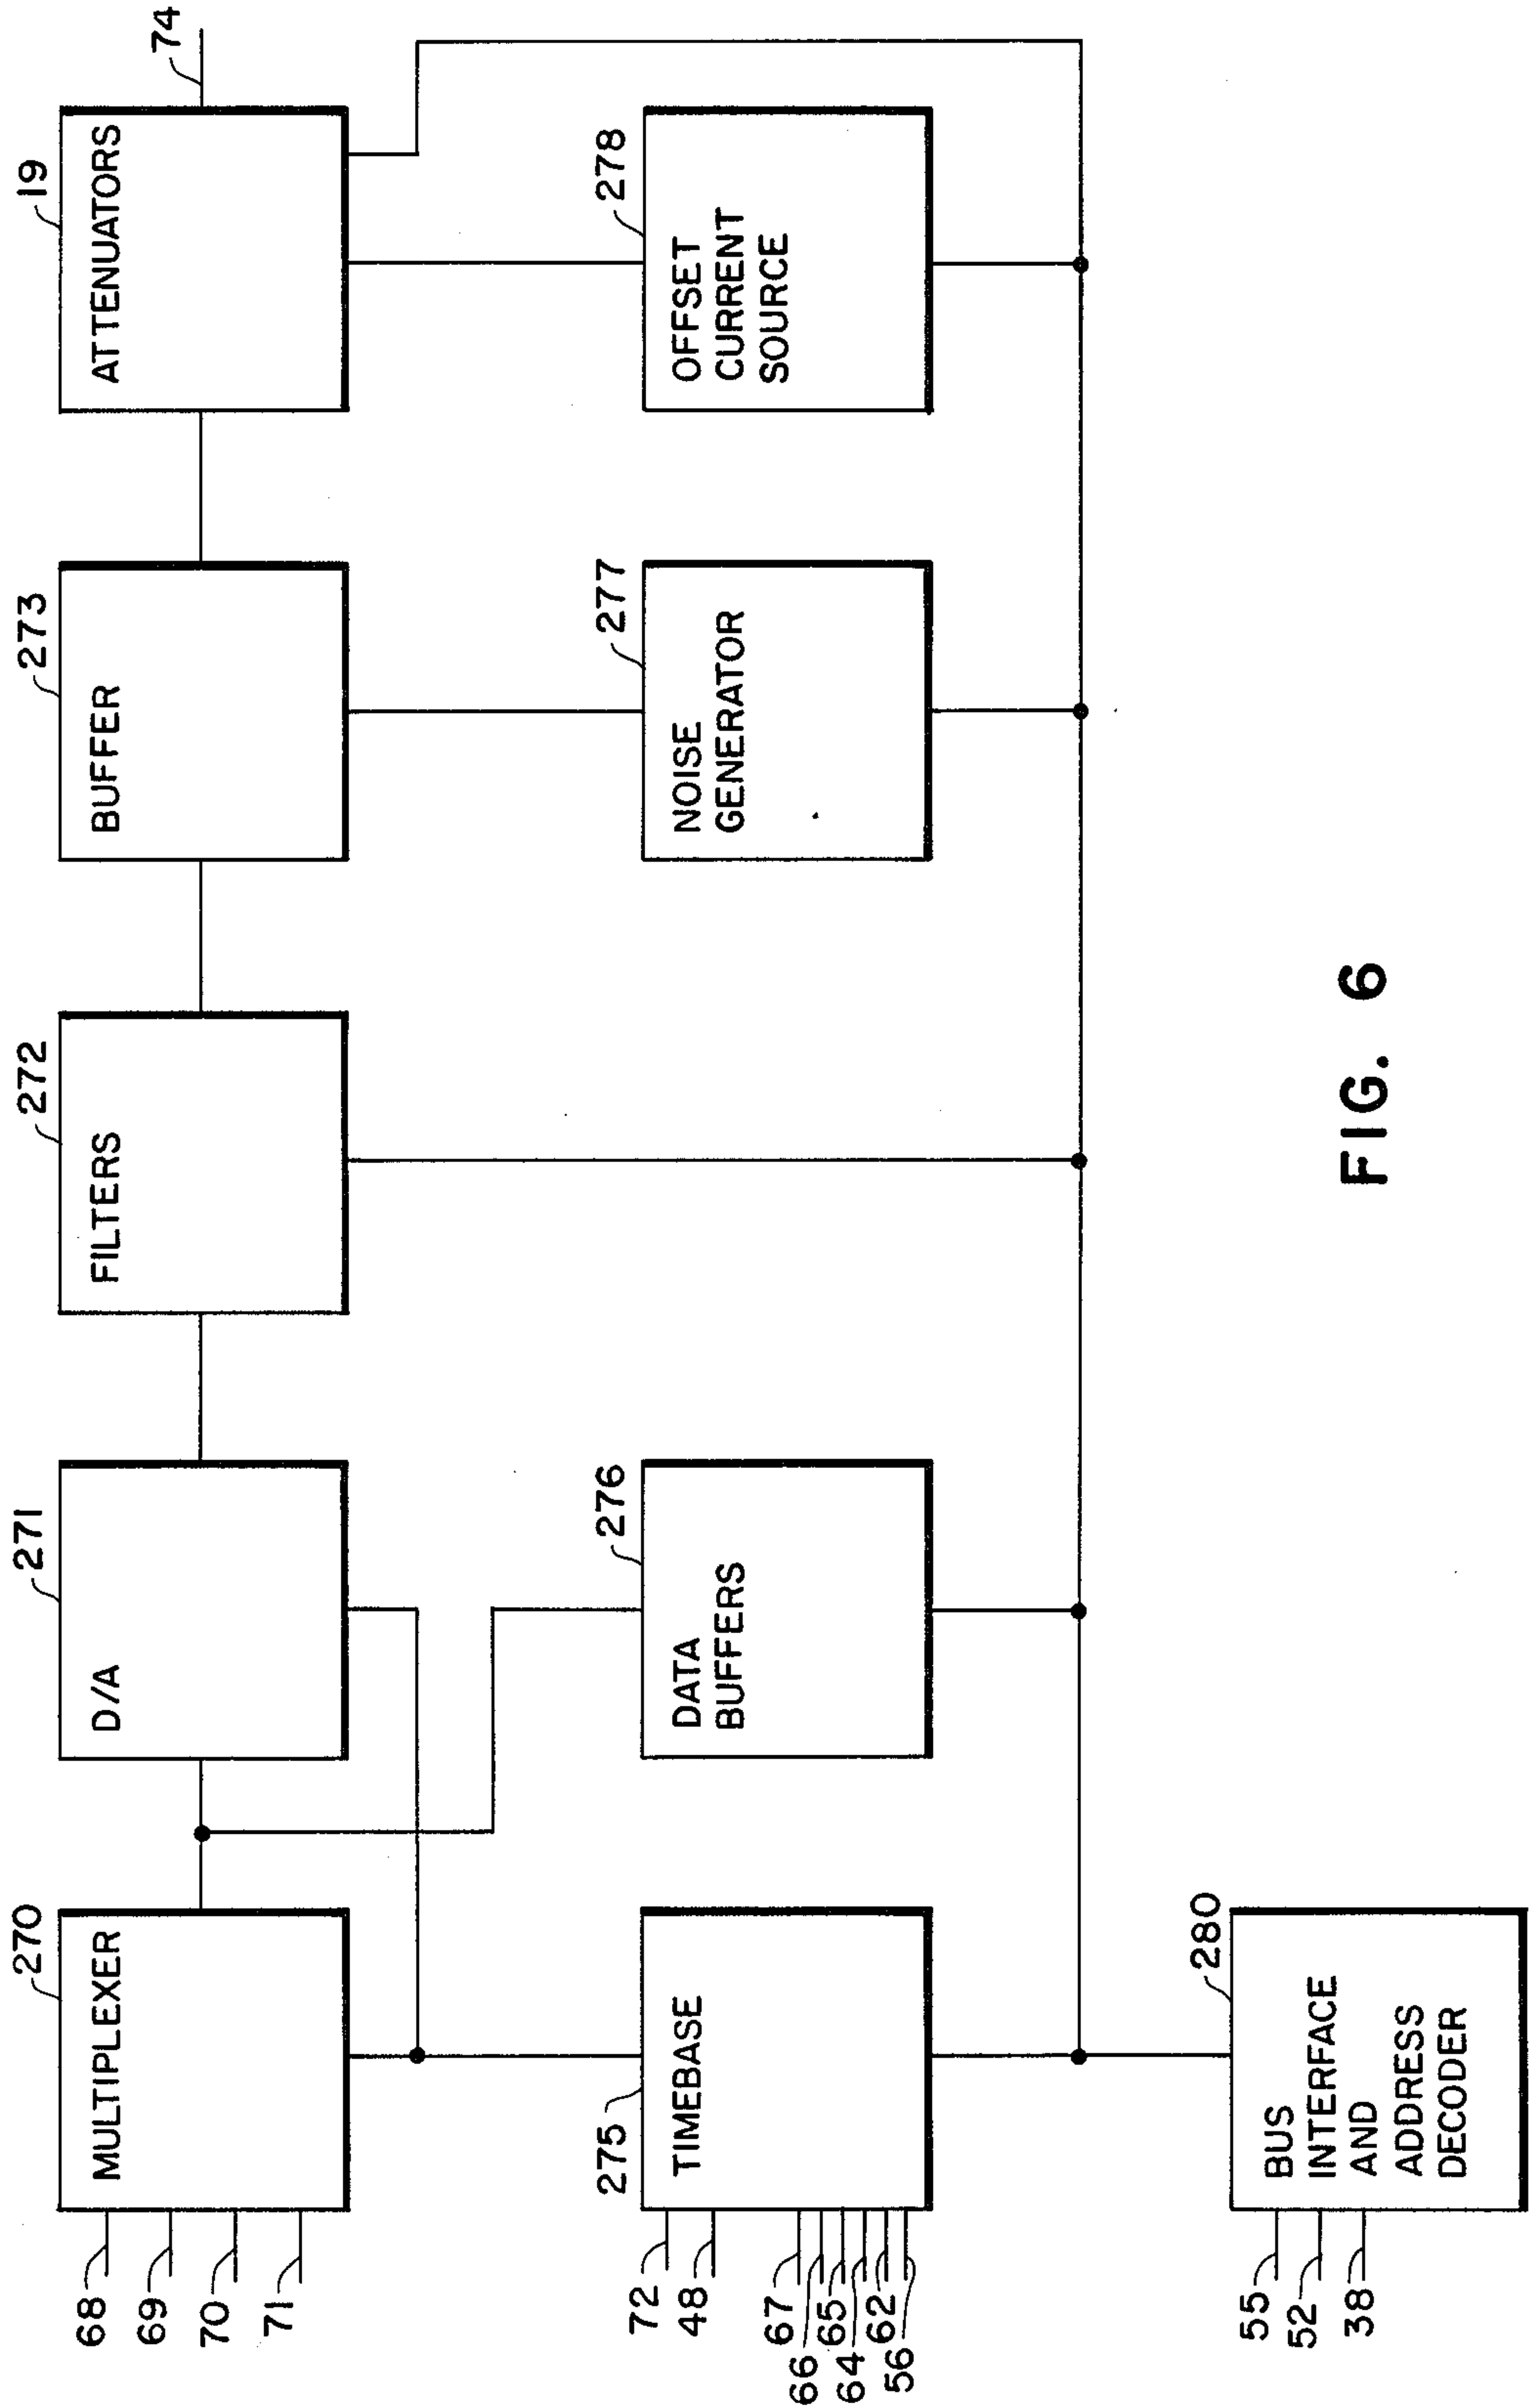 270
MULTIPLEXER
68
69
70
71
271
D/A
272
FILTERS
273
BUFFER
19
ATTENUATORS
74
275
TIMEBASE
72
48
67
66
65
64
62
56
276
DATA
BUFFERS
277
NOISE
GENERATOR
278
OFFSET
CURRENT
SOURCE
280
BUS
INTERFACE
AND
ADDRESS
DECODER
55
52
38
FIG. 6